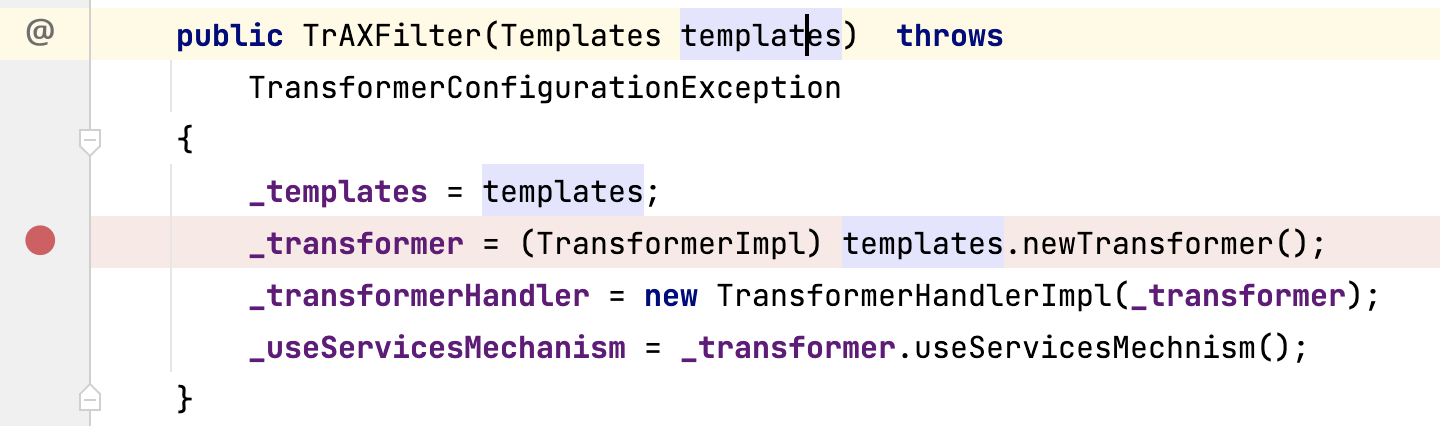 @ public TrAXFilter(Templates templates)  throws
TransformerConfigurationException
{
_templates = templates;
_transformer = (TransformerImpl) templates.newTransformer();
_transformerHandler = new TransformerHandlerImpl(_transformer);
_useServicesMechanism = _transformer.useServicesMechnism();
}